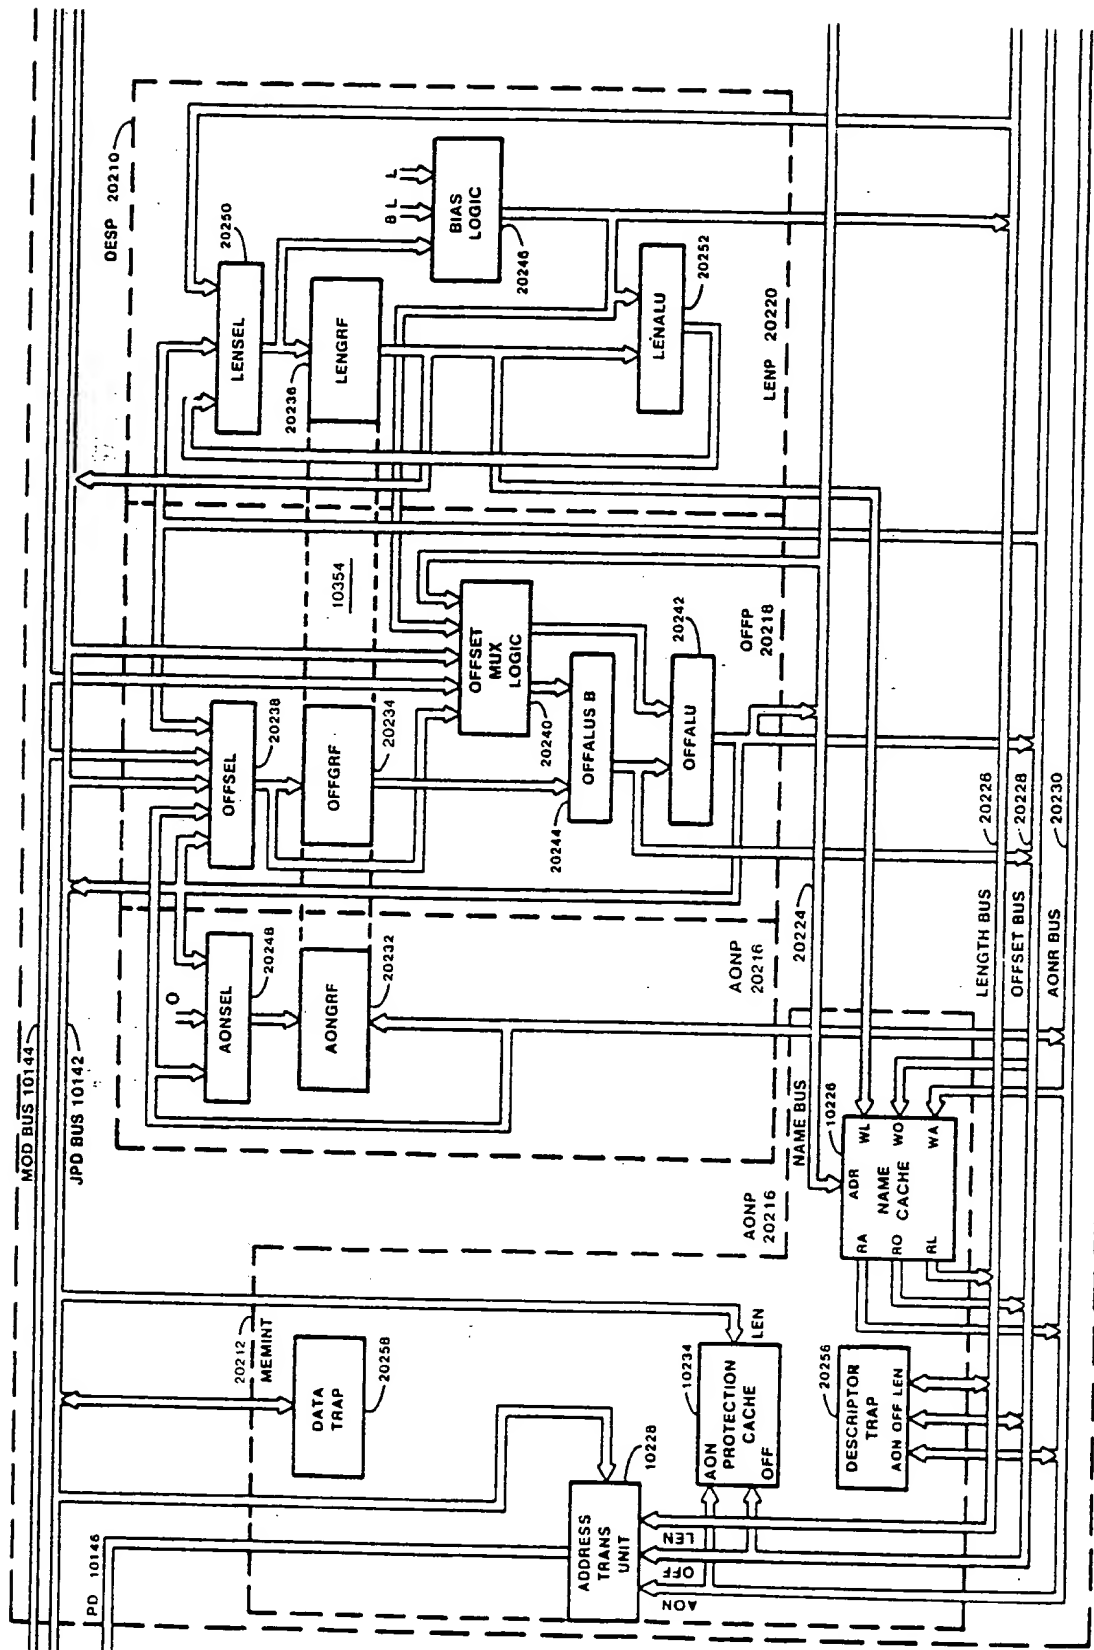 MOD BUS 10144
JPD BUS 10142
PD 10146
20212
MEMINT
DATA
TRAP
20258
ADDRESS
TRANS
UNIT
10228
AON
OFF
LEN
10234
AON
PROTECTION
CACHE
OFF
LEN
20256
DESCRIPTOR
TRAP
AON OFF LEN
AONP
20216
NAME BUS
20224
10226
ADR
NAME
CACHE
RA
RO
RL
WL
WO
WA
LENGTH BUS
20226
OFFSET BUS
20228
AONR BUS
20230
O
AONSEL
20248
AONGRF
20232
AONP
20216
OFFSEL
20238
OFFGRF
20234
10354
OFFSET
MUX
LOGIC
20240
OFFALUS B
20244
OFFALU
20242
OFFP
20218
DESP 20210
LENSEL
20250
20236
LENGRF
B L
L
BIAS
LOGIC
20246
LENALU
20252
LENP 20220